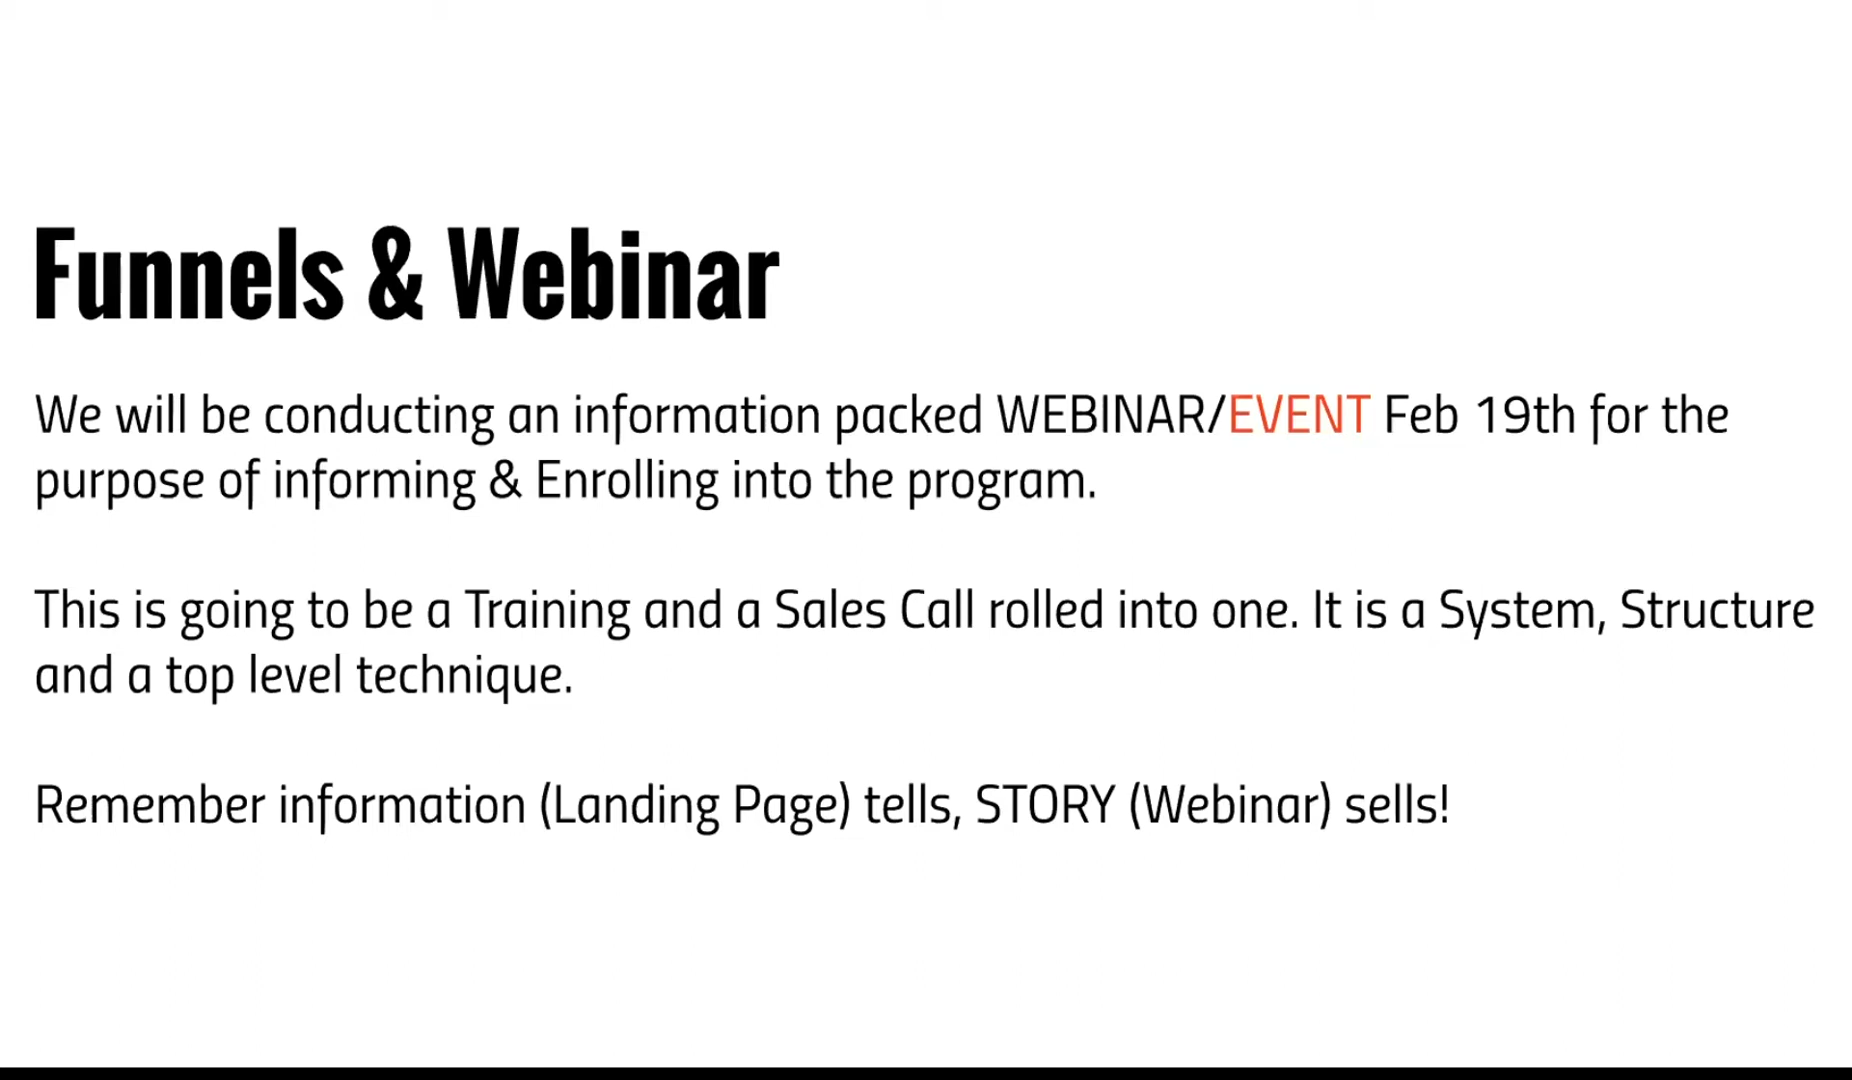 Funnels & Webinar
We will be conducting an information packed WEBINAR/EVENT Feb 19th for the
purpose of informing & Enrolling into the program.
This is going to be a Training and a Sales Call rolled into one. It is a System, Structure
and a top level technique.
Remember information (Landing Page) tells, STORY (Webinar) sells!